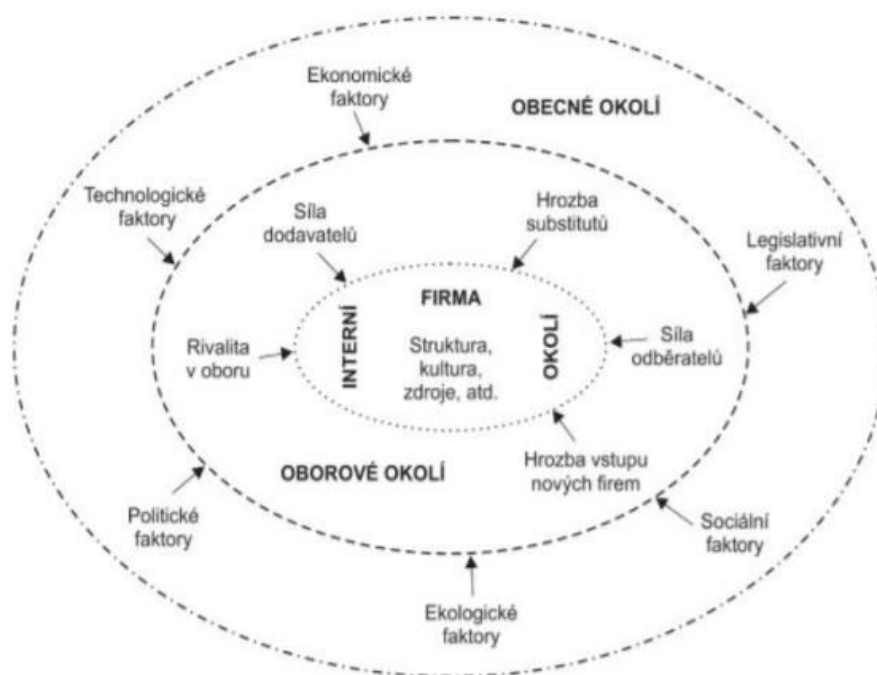 Ekonomické
faktory
OBECNÉ OKOLÍ
Technologické
faktory
Síla
dodavatelů
Hrozba
substitutů
Legislativní
faktory
FIRMA
INTERNÍ
OKOLÍ
Struktura,
kultura,
zdroje, atd.
Rivalita
v oboru
Síla
odběratelů
OBOROVÉ OKOLÍ
Hrozba vstupu
nových firem
Politické
faktory
Sociální
faktory
Ekologické
faktory